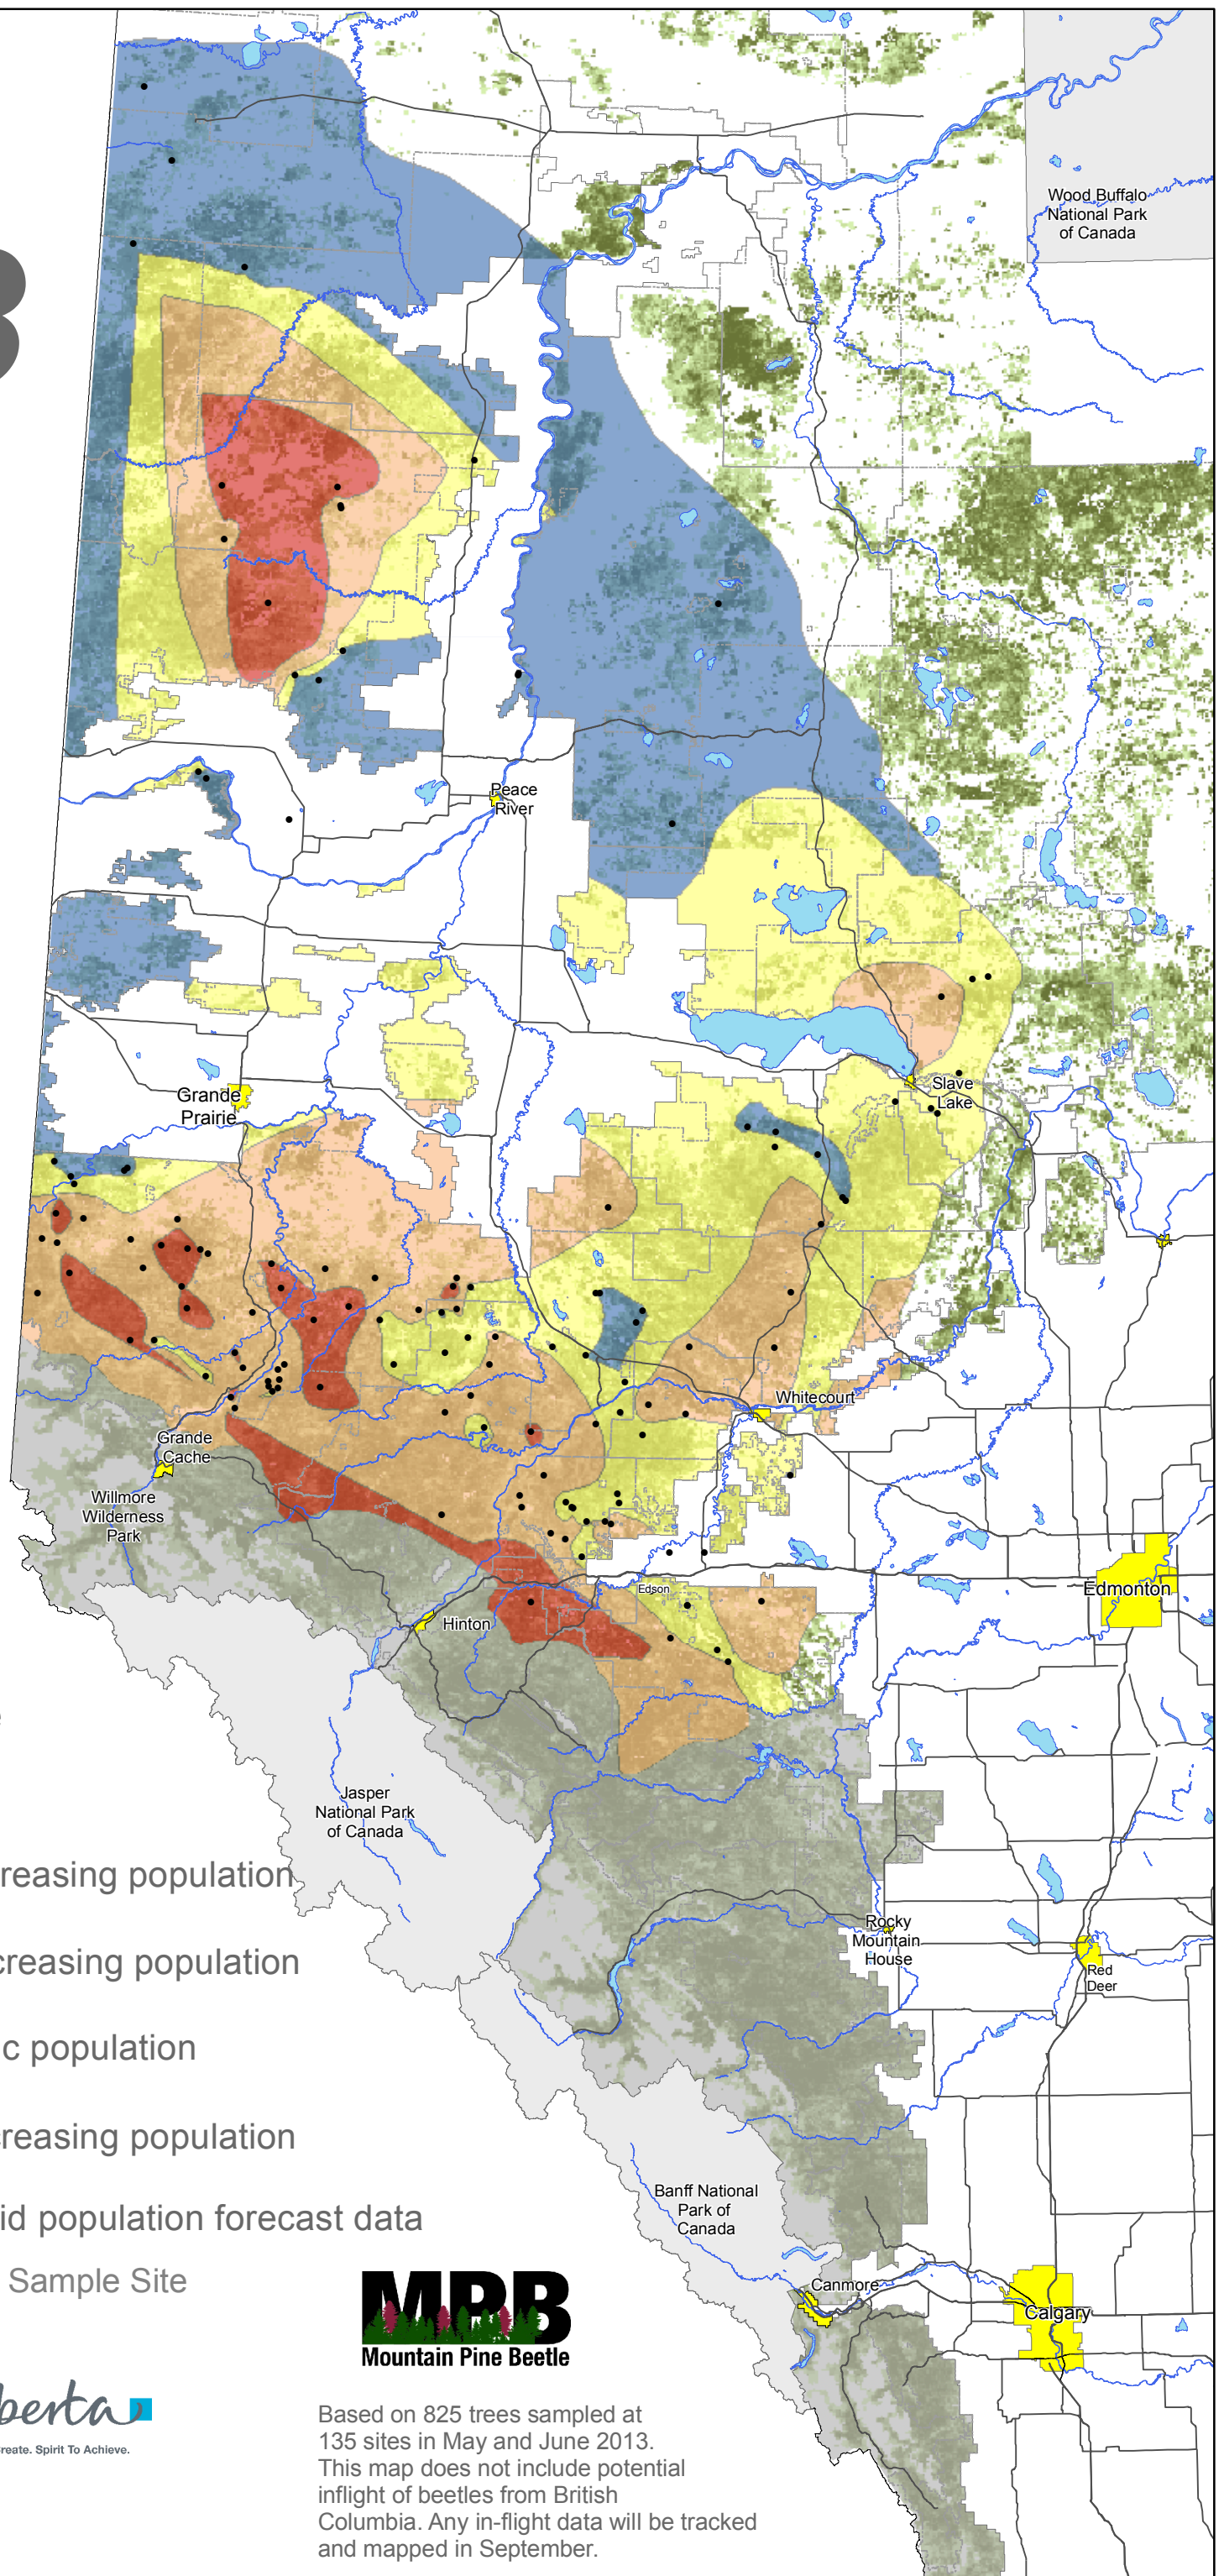 Wood Buffalo
National Park
of Canada
Peace
River
Grande
Prairie
Slave
Lake
Whitecourt
Grande
Cache
Willmore
Wilderness
Park
Edmonton
Edson
Hinton
Jasper
National Park
of Canada
reasing population
creasing population
c population
creasing population
id population forecast data
Sample Site
Rocky
Mountain
House
Red
Deer
Banff National
Park of
Canada
Canmore
Calgary
MPB
Mountain Pine Beetle
berta
reate. Spirit To Achieve.
Based on 825 trees sampled at
135 sites in May and June 2013.
This map does not include potential
inflight of beetles from British
Columbia. Any in-flight data will be tracked
and mapped in September.